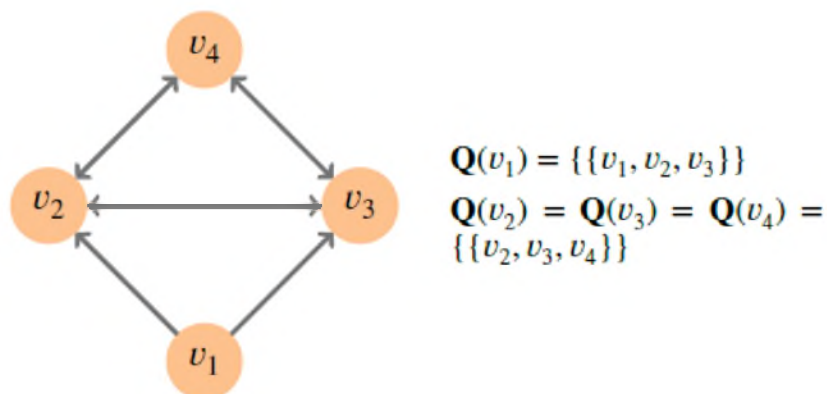 v₄
v₂
v₃
v₁
Q(v₁) = {{v₁, v₂, v₃}}
Q(v₂) = Q(v₃) = Q(v₄) =
{{v₂, v₃, v₄}}